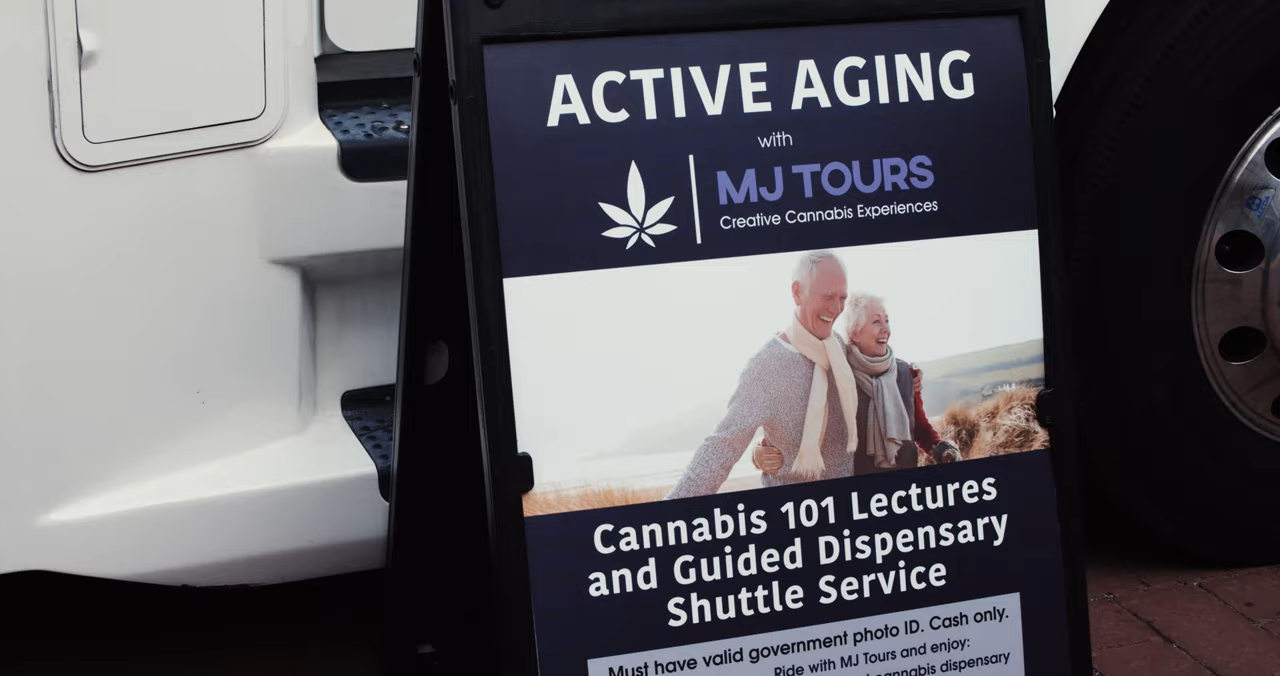 ACTIVE AGING
with
MJ TOURS
Creative Cannabis Experiences
Cannabis 101 Lectures
and Guided Dispensary
Shuttle Service
Must have valid government photo ID. Cash only.
Ride with MJ Tours and enjoy:
cannabis dispensary